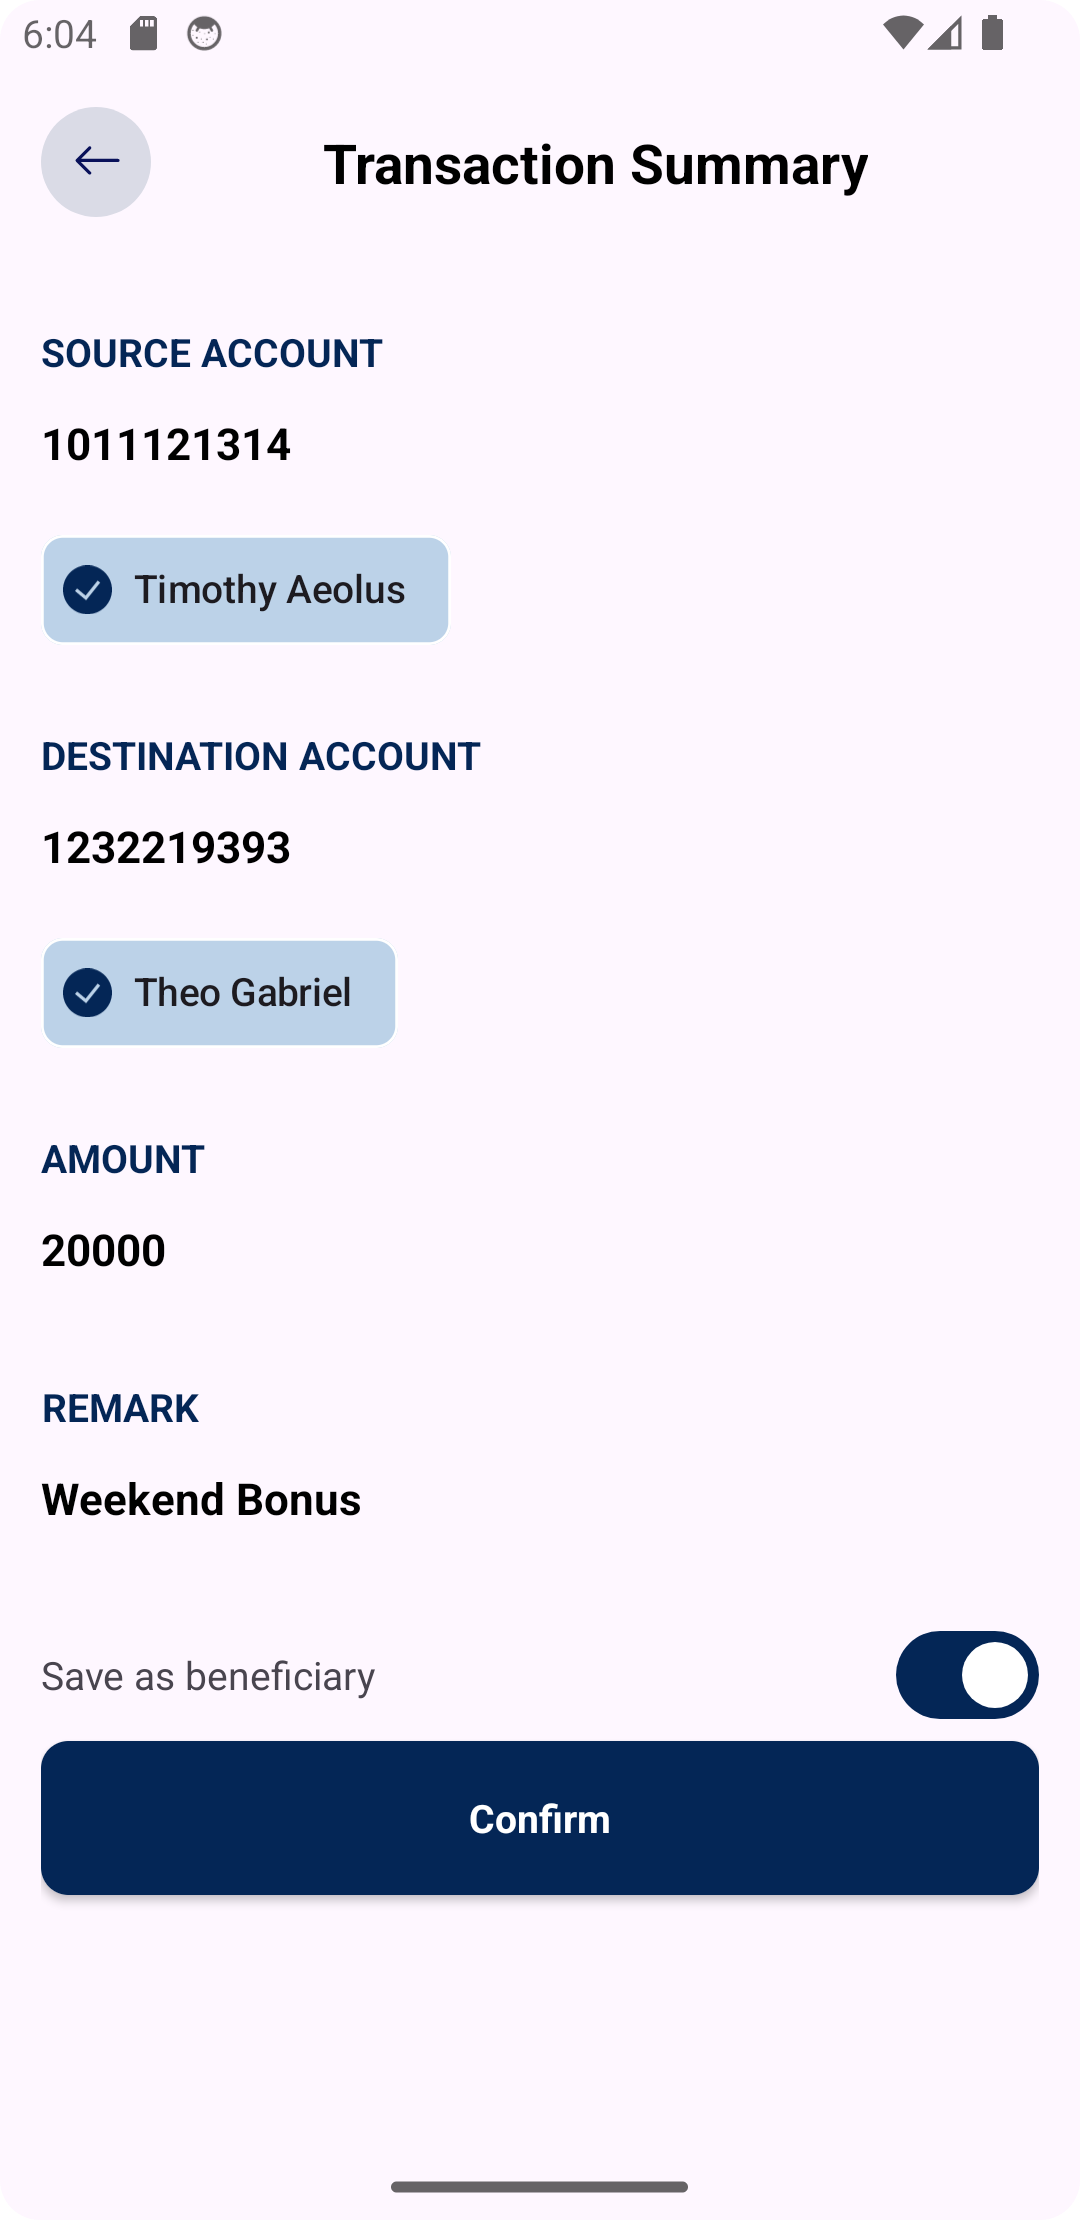 6:04
Transaction Summary
SOURCE ACCOUNT
1011121314
Timothy Aeolus
DESTINATION ACCOUNT
1232219393
Theo Gabriel
AMOUNT
20000
REMARK
Weekend Bonus
Save as beneficiary
Confirm